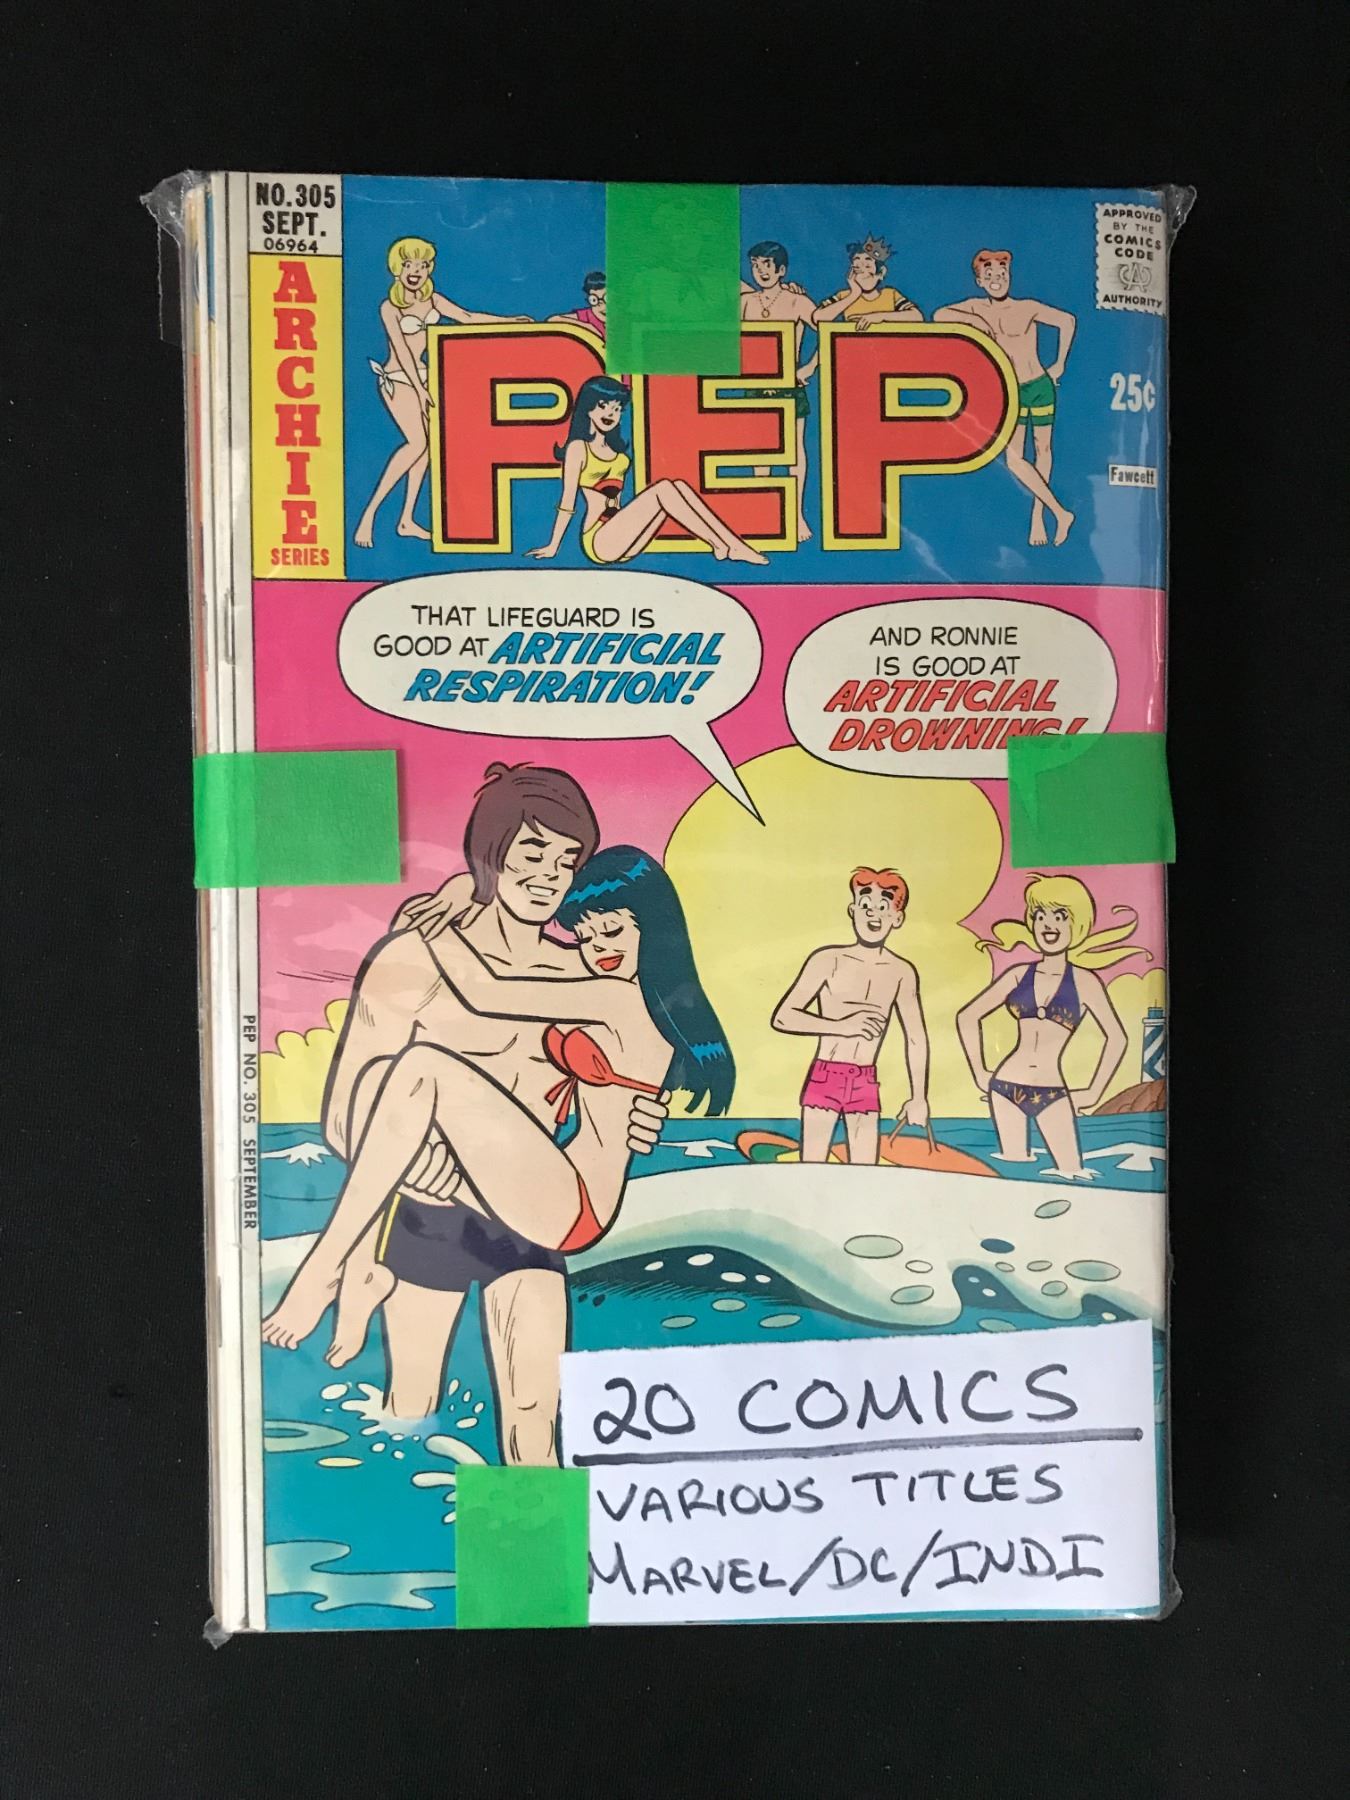 NO. 305
SEPT.
06964
ARCHIE
SERIES
PEP
APPROVED
BY THE
COMICS
CODE
CA
AUTHORITY
25¢
Fawcett
THAT LIFEGUARD IS
GOOD AT ARTIFICIAL
RESPIRATION!
AND RONNIE
IS GOOD AT
ARTIFICIAL
DROWNING!
PEP NO. 305 SEPTEMBER
20 COMICS
VARIOUS TITLES
MARVEL/DC/INDI